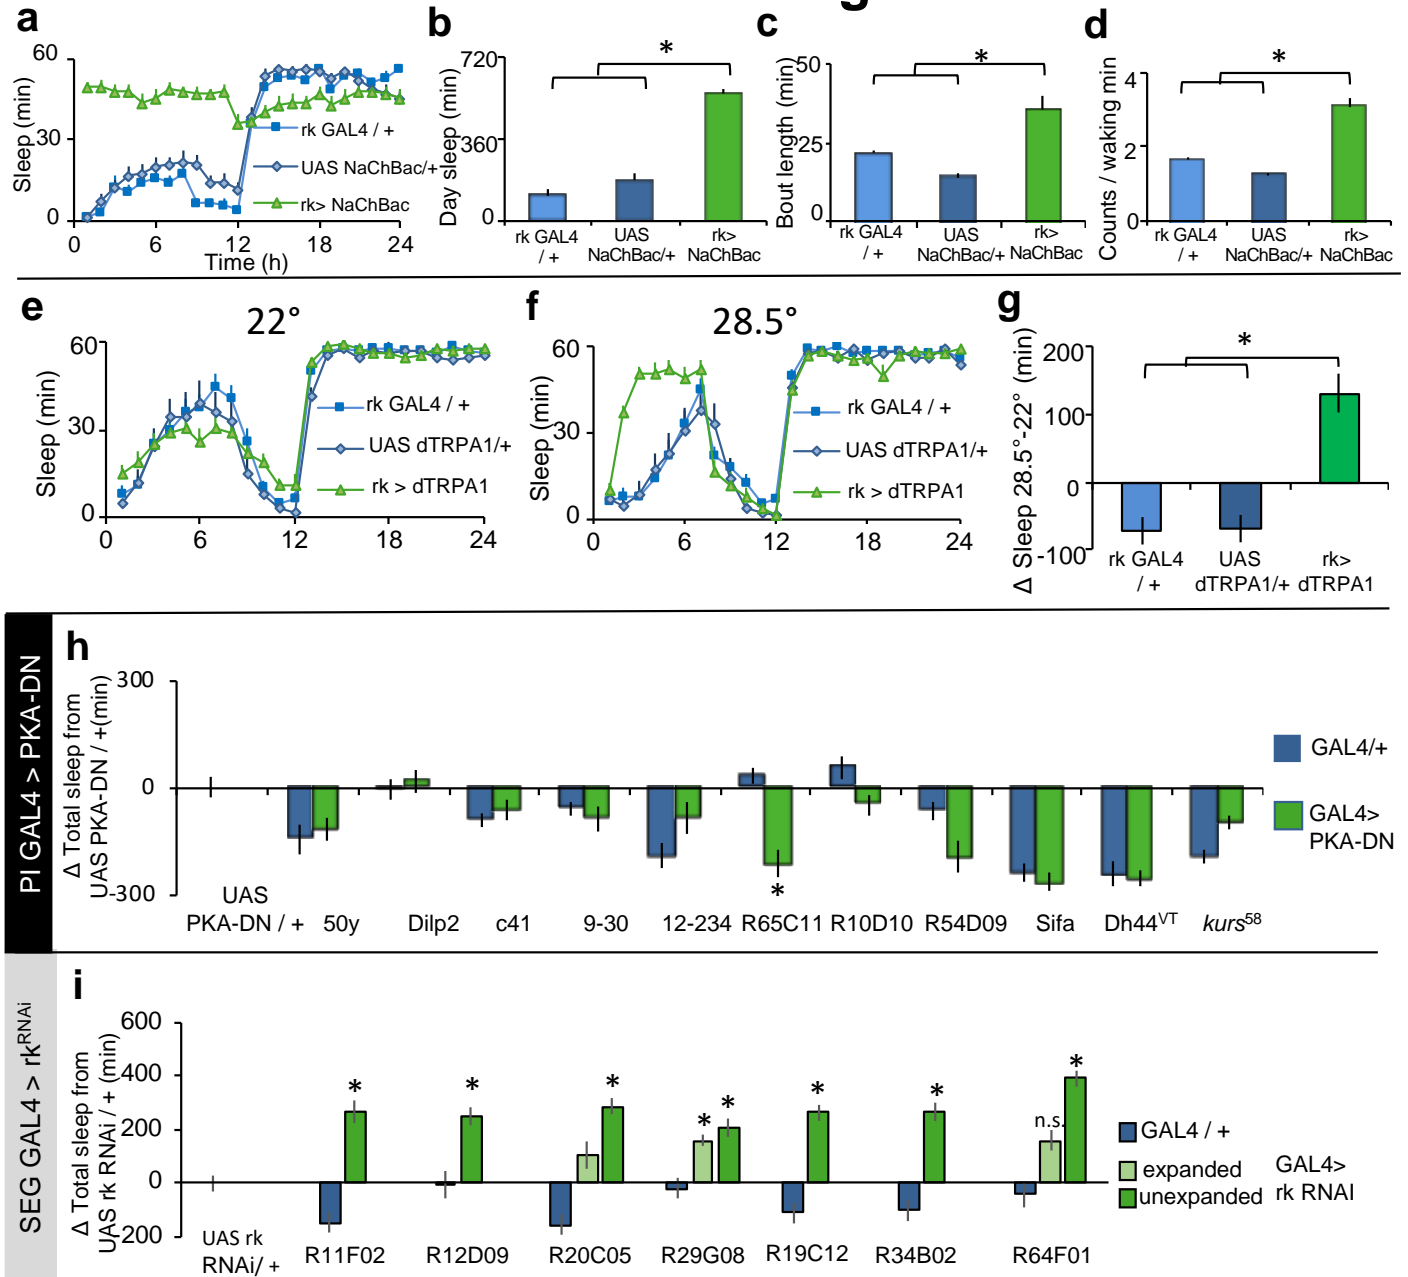 a
60
30
0
Sleep (min)
0 6 12 18 24
Time (h)
rk GAL4 / +
UAS NaChBac/+
rk> NaChBac
b
720
360
0
Day sleep (min)
*
rk GAL4
/ +
UAS
NaChBac/+
rk>
NaChBac
c
50
25
0
Bout length (min)
*
rk GAL4
/ +
UAS
NaChBac/+
rk>
NaChBac
d
4
2
0
Counts / waking min
*
rk GAL4
/ +
UAS
NaChBac/+
rk>
NaChBac
e
22°
60
30
0
Sleep (min)
0 6 12 18 24
rk GAL4 / +
UAS dTRPA1/+
rk > dTRPA1
f
28.5°
60
30
0
Sleep (min)
0 6 12 18 24
rk GAL4 / +
UAS dTRPA1/+
rk > dTRPA1
g
200
100
0
-100
Δ Sleep 28.5°-22° (min)
*
rk GAL4
/ +
UAS
dTRPA1/+
rk>
dTRPA1
PI GAL4 > PKA-DN
h
300
0
-300
Δ Total sleep from
UAS PKA-DN / +(min)
*
UAS
PKA-DN / +
50y
Dilp2
c41
9-30
12-234
R65C11
R10D10
R54D09
Sifa
Dh44VT
kurs58
GAL4/+
GAL4>
PKA-DN
SEG GAL4 > rkRNAi
i
600
400
200
0
-200
Δ Total sleep from
UAS rk RNAi / + (min)
* * * * * * * n.s. *
UAS rk
RNAi/ +
R11F02
R12D09
R20C05
R29G08
R19C12
R34B02
R64F01
GAL4 / +
expanded
unexpanded
GAL4>
rk RNAI